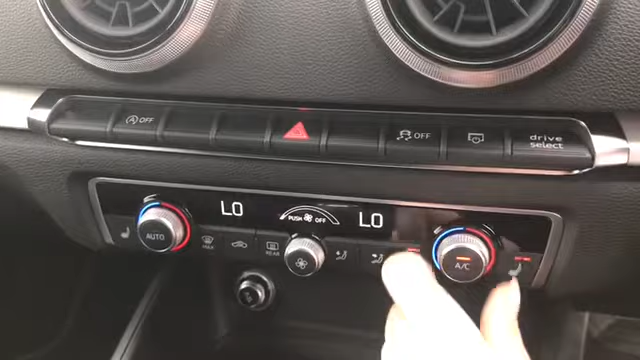 OFF
OFF
drive
select
LO
PUSH OFF
LO
AUTO
MAX
REAR
A/C